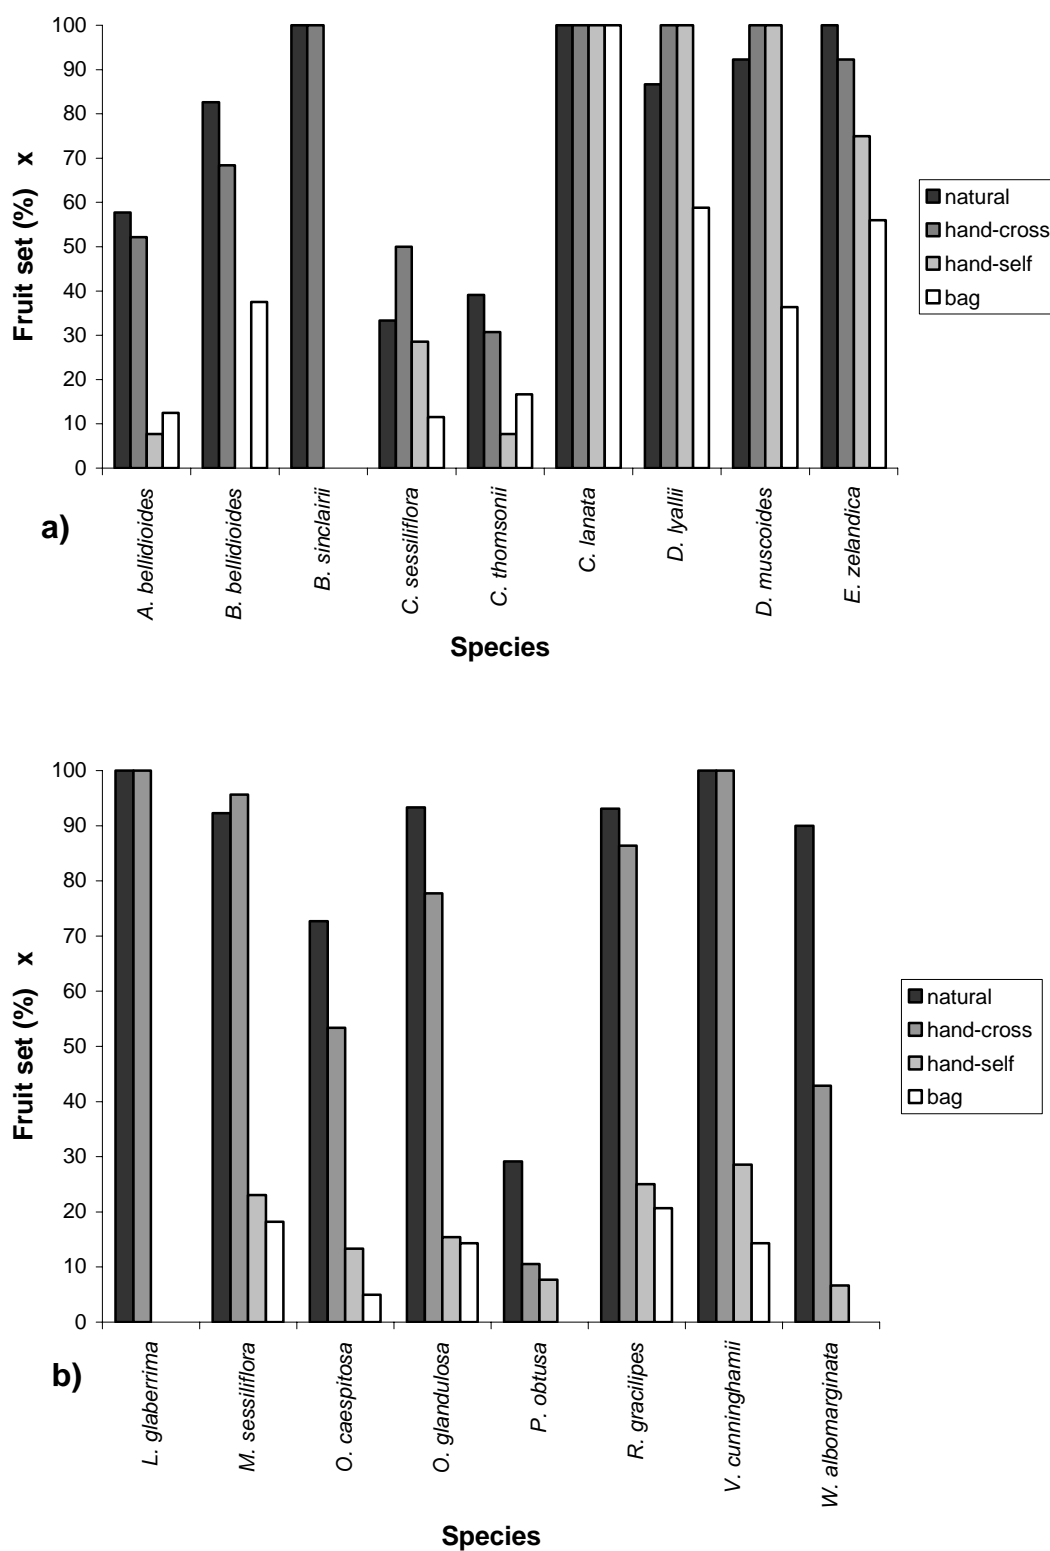 100
90
80
70
60
50
40
30
20
10
0
Fruit set (%) x
natural
hand-cross
hand-self
bag
A. bellidioides
B. bellidioides
B. sinclairii
C. sessiliflora
C. thomsonii
C. lanata
D. lyallii
D. muscoides
E. zelandica
a)
Species
100
90
80
70
60
50
40
30
20
10
0
Fruit set (%) x
natural
hand-cross
hand-self
bag
L. glaberrima
M. sessiliflora
O. caespitosa
O. glandulosa
P. obtusa
R. gracilipes
V. cunninghamii
W. albomarginata
b)
Species